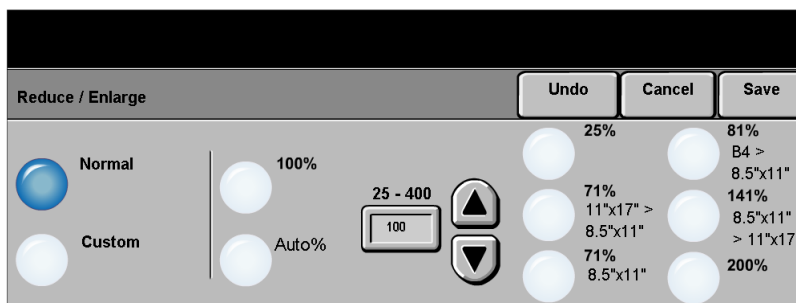 Reduce / Enlarge
Undo
Cancel
Save
Normal
Custom
100%
Auto%
25 - 400
100
25%
71%
11"x17" >
8.5"x11"
71%
8.5"x11"
81%
B4 >
8.5"x11"
141%
8.5"x11"
> 11"x17
200%